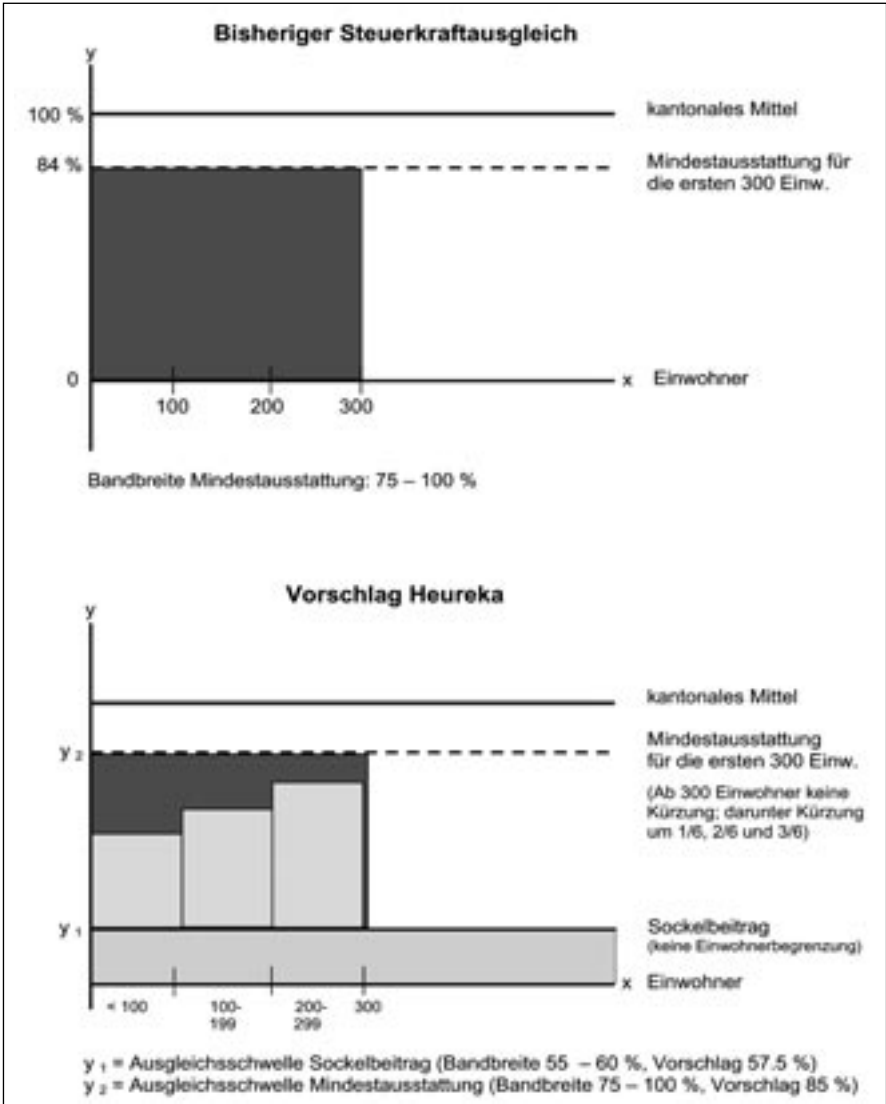 Bisheriger Steuerkraftausgleich
y
100 %
kantonales Mittel
84 %
Mindestausstattung für
die ersten 300 Einw.
0
x Einwohner
100 200 300
Bandbreite Mindestausstattung: 75 – 100 %
Vorschlag Heureka
y
kantonales Mittel
y 2
Mindestausstattung
für die ersten 300 Einw.
(Ab 300 Einwohner keine
Kürzung; darunter Kürzung
um 1/6, 2/6 und 3/6)
y 1
Sockelbeitrag
(keine Einwohnerbegrenzung)
x Einwohner
< 100 100- 200- 300
199 299
y 1 = Ausgleichsschwelle Sockelbeitrag (Bandbreite 55 – 60 %, Vorschlag 57.5 %)
y 2 = Ausgleichsschwelle Mindestausstattung (Bandbreite 75 – 100 %, Vorschlag 85 %)